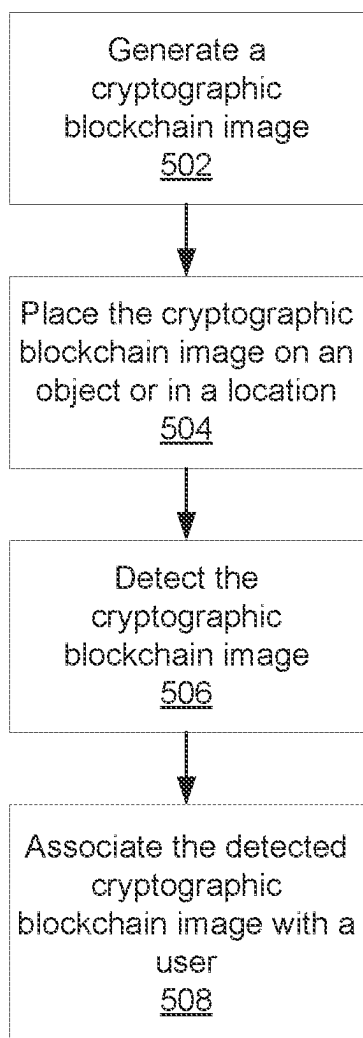 Generate a
cryptographic
blockchain image
502
Place the cryptographic
blockchain image on an
object or in a location
504
Detect the
cryptographic
blockchain image
506
Associate the detected
cryptographic
blockchain image with a
user
508